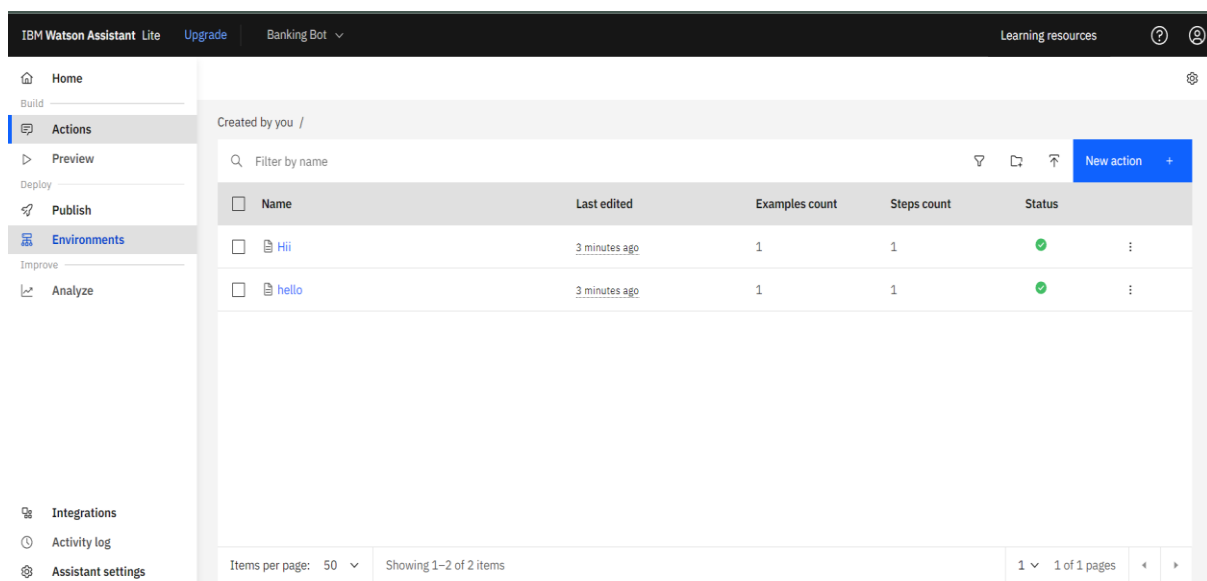 IBM Watson Assistant Lite Upgrade Banking Bot Learning resources
Home
Build
Actions
Preview
Deploy
Publish
Environments
Improve
Analyze
Integrations
Activity log
Assistant settings
Created by you /
Filter by name New action +
Name Last edited Examples count Steps count Status
Hii 3 minutes ago 1 1
hello 3 minutes ago 1 1
Items per page: 50 Showing 1–2 of 2 items 1 1 of 1 pages